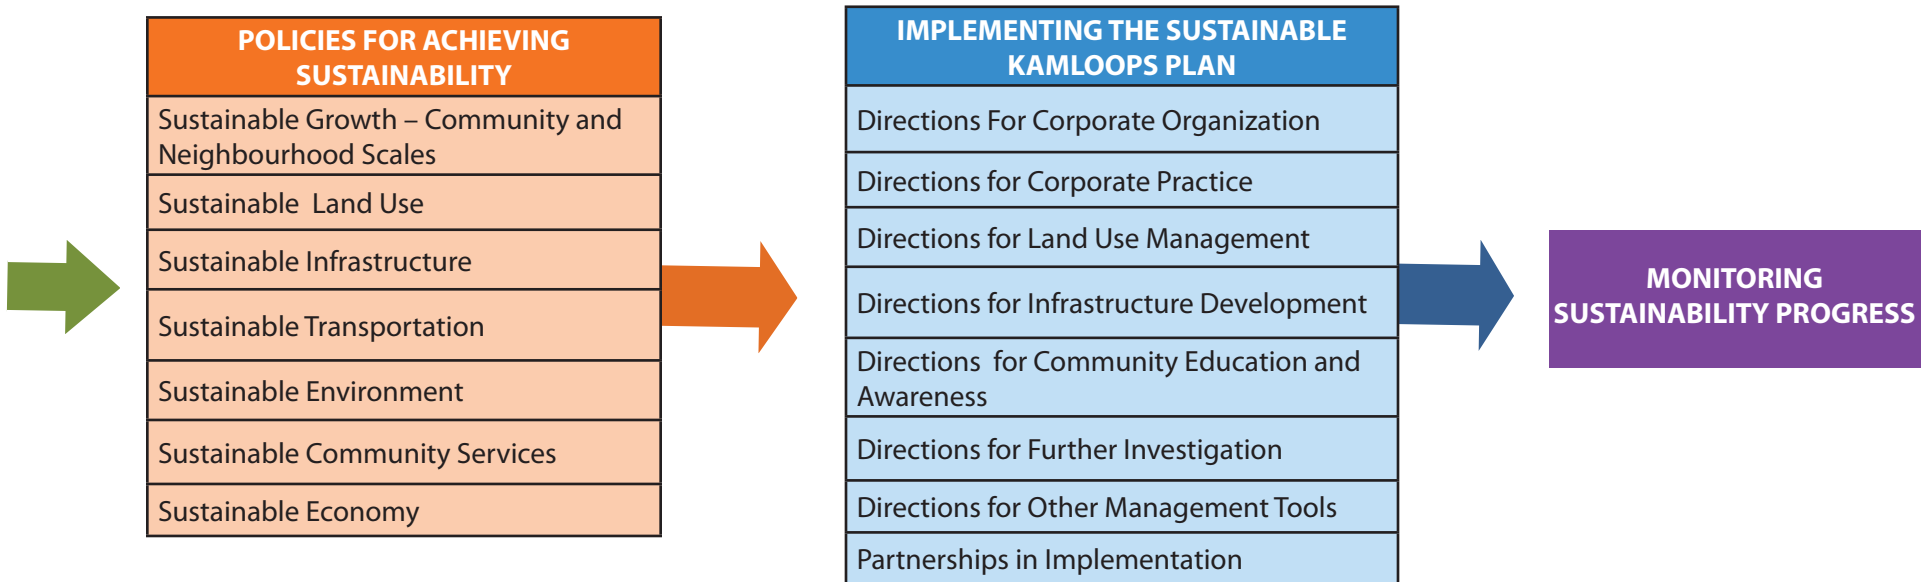 POLICIES FOR ACHIEVING
SUSTAINABILITY
Sustainable Growth – Community and
Neighbourhood Scales
Sustainable Land Use
Sustainable Infrastructure
Sustainable Transportation
Sustainable Environment
Sustainable Community Services
Sustainable Economy
IMPLEMENTING THE SUSTAINABLE
KAMLOOPS PLAN
Directions For Corporate Organization
Directions for Corporate Practice
Directions for Land Use Management
Directions for Infrastructure Development
Directions for Community Education and
Awareness
Directions for Further Investigation
Directions for Other Management Tools
Partnerships in Implementation
MONITORING
SUSTAINABILITY PROGRESS